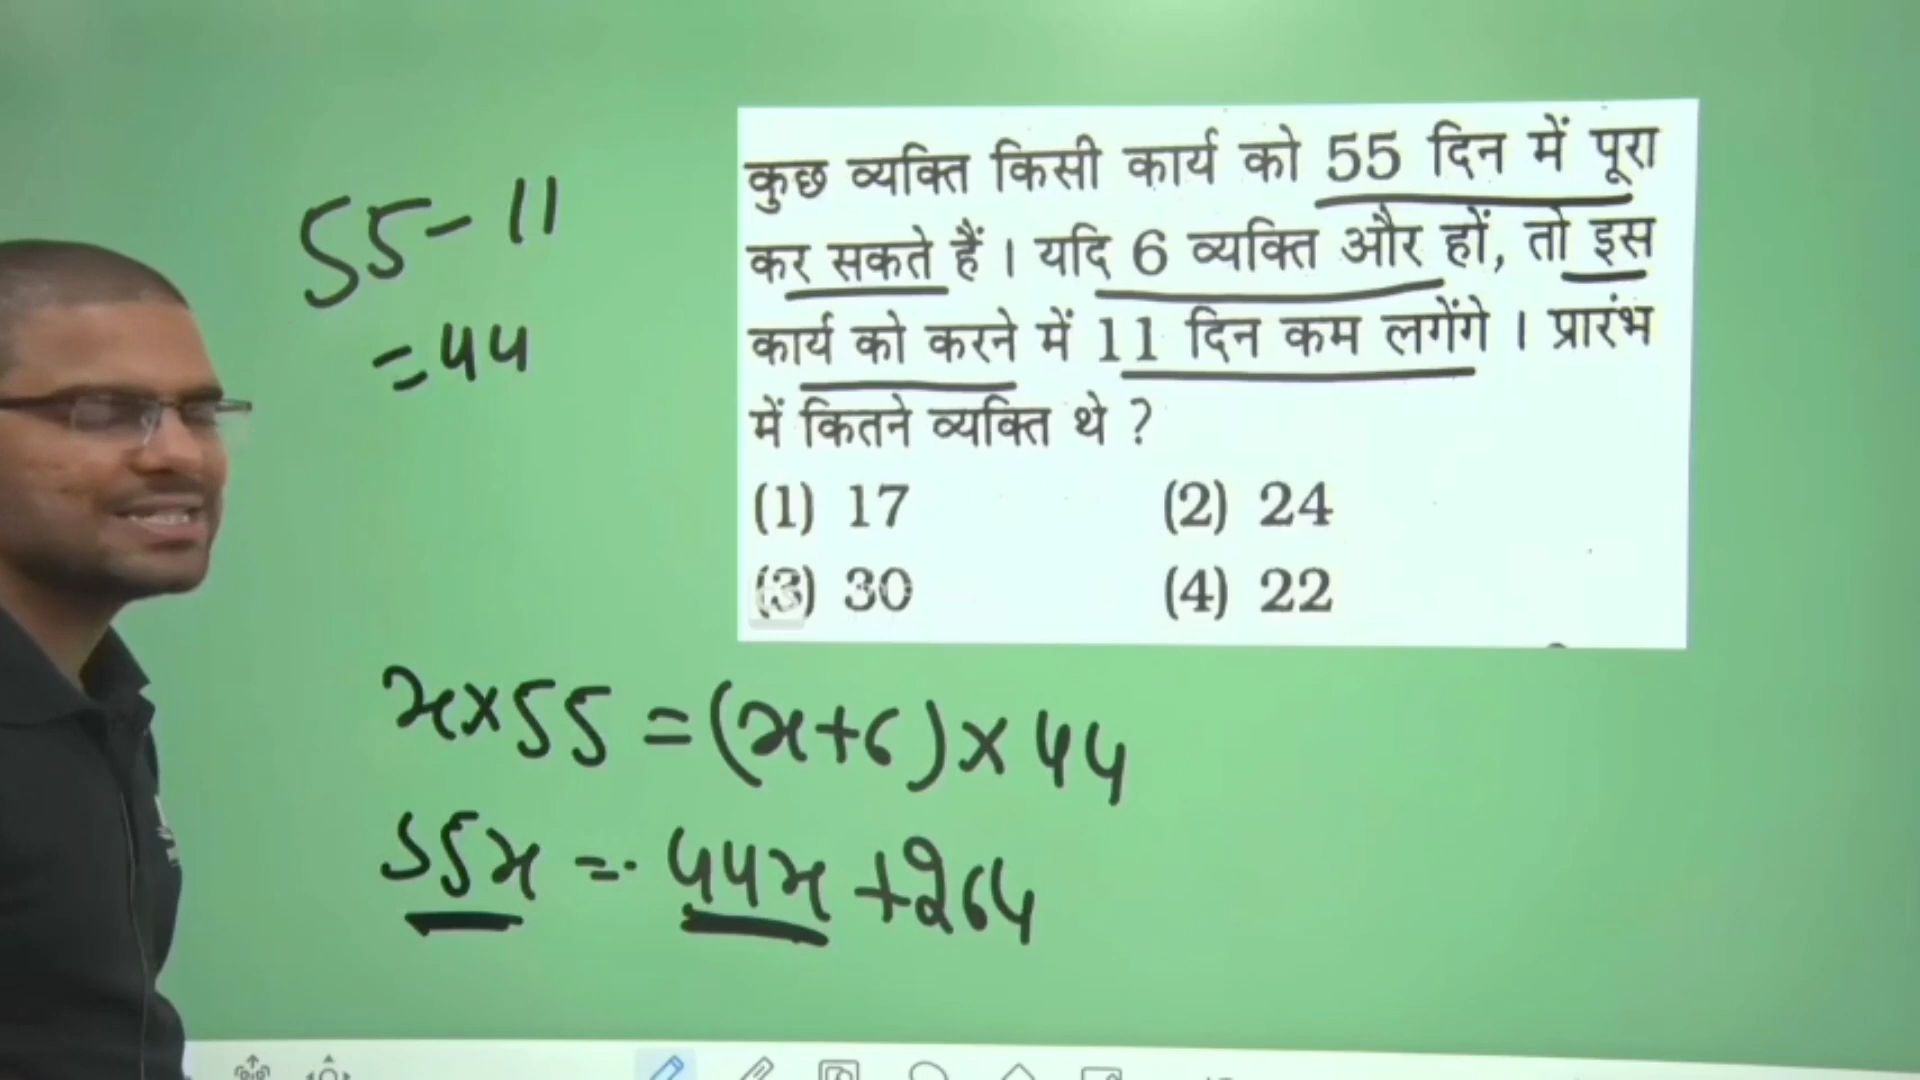 55-11
=44
कुछ व्यक्ति किसी कार्य को 55 दिन में पूरा
कर सकते हैं । यदि 6 व्यक्ति और हों, तो इस
कार्य को करने में 11 दिन कम लगेंगे । प्रारंभ
में कितने व्यक्ति थे ?
(1) 17 (2) 24
(3) 30 (4) 22
x×55=(x+6)×44
55x = 44x+264